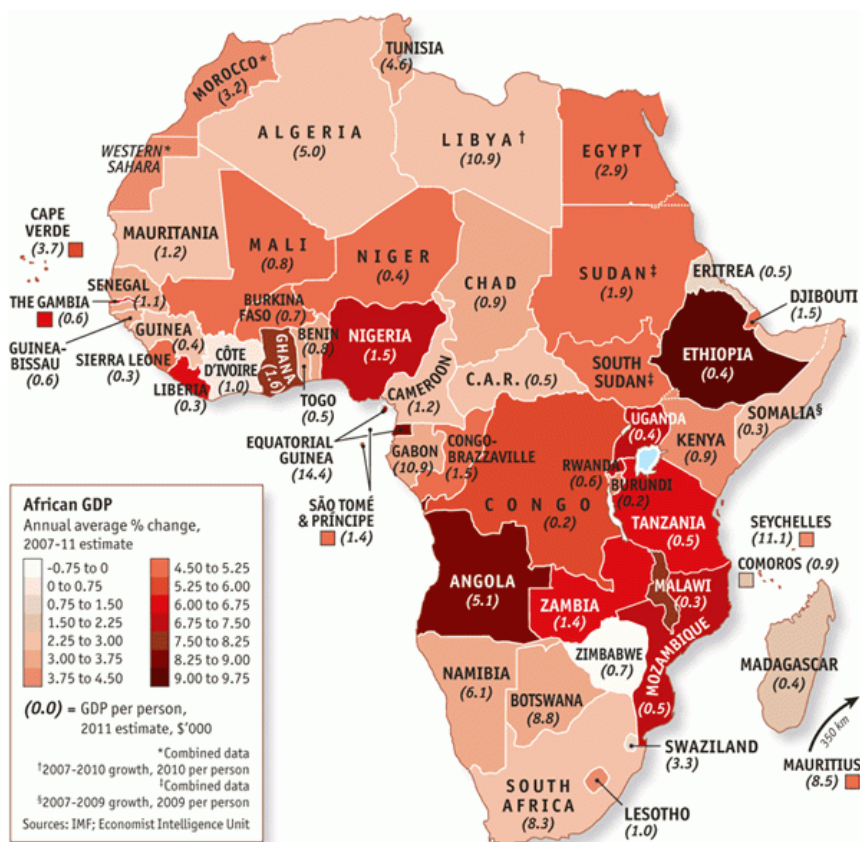 TUNISIA
(4.6)
MOROCCO*
(3.2)
ALGERIA
(5.0)
LIBYA†
(10.9)
EGYPT
(2.9)
WESTERN*
SAHARA
CAPE
VERDE
(3.7)
MAURITANIA
(1.2)
MALI
(0.8)
NIGER
(0.4)
CHAD
(0.9)
SUDAN‡
(1.9)
ERITREA (0.5)
DJIBOUTI
(1.5)
SENEGAL
(1.1)
THE GAMBIA
(0.6)
GUINEA-
BISSAU
(0.6)
GUINEA
(0.4)
SIERRA LEONE
(0.3)
LIBERIA
(0.3)
CÔTE
D'IVOIRE
(1.0)
BURKINA
FASO (0.7)
GHANA
(1.6)
BENIN
(0.8)
TOGO
(0.5)
NIGERIA
(1.5)
CAMEROON
(1.2)
C.A.R. (0.5)
SOUTH
SUDAN‡
ETHIOPIA
(0.4)
SOMALIA§
(0.3)
EQUATORIAL
GUINEA
(14.4)
GABON
(10.9)
CONGO-
BRAZZAVILLE
(1.5)
SÃO TOMÉ
& PRÍNCIPE
(1.4)
CONGO
(0.2)
UGANDA
(0.4)
KENYA
(0.9)
RWANDA
(0.6)
BURUNDI
(0.2)
TANZANIA
(0.5)
SEYCHELLES
(11.1)
COMOROS (0.9)
ANGOLA
(5.1)
ZAMBIA
(1.4)
MALAWI
(0.3)
MOZAMBIQUE
(0.5)
ZIMBABWE
(0.7)
MADAGASCAR
(0.4)
NAMIBIA
(6.1)
BOTSWANA
(8.8)
SWAZILAND
(3.3)
350 km
MAURITIUS
(8.5)
SOUTH
AFRICA
(8.3)
LESOTHO
(1.0)
African GDP
Annual average % change,
2007-11 estimate
-0.75 to 0
0 to 0.75
0.75 to 1.50
1.50 to 2.25
2.25 to 3.00
3.00 to 3.75
3.75 to 4.50
4.50 to 5.25
5.25 to 6.00
6.00 to 6.75
6.75 to 7.50
7.50 to 8.25
8.25 to 9.00
9.00 to 9.75
(0.0) = GDP per person,
2011 estimate, $'000
*Combined data
†2007-2010 growth, 2010 per person
‡Combined data
§2007-2009 growth, 2009 per person
Sources: IMF; Economist Intelligence Unit